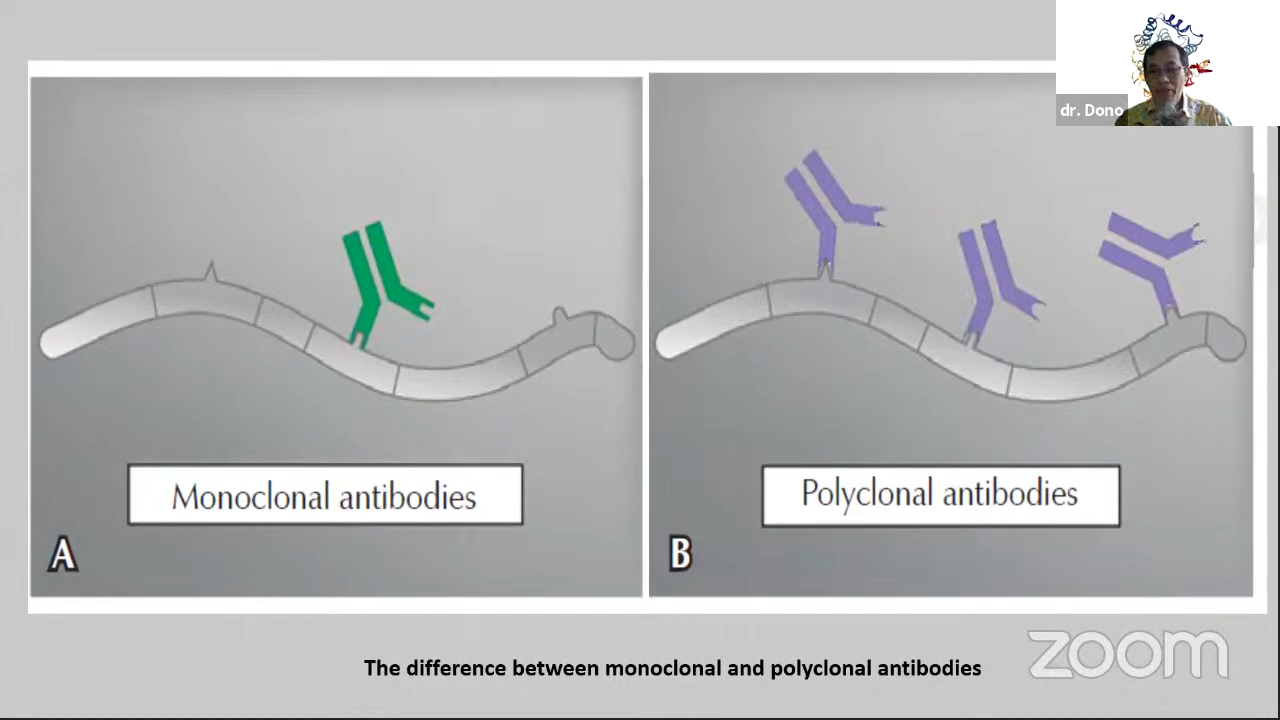 dr. Dono
Monoclonal antibodies
Polyclonal antibodies
A
B
The difference between monoclonal and polyclonal antibodies
zoom